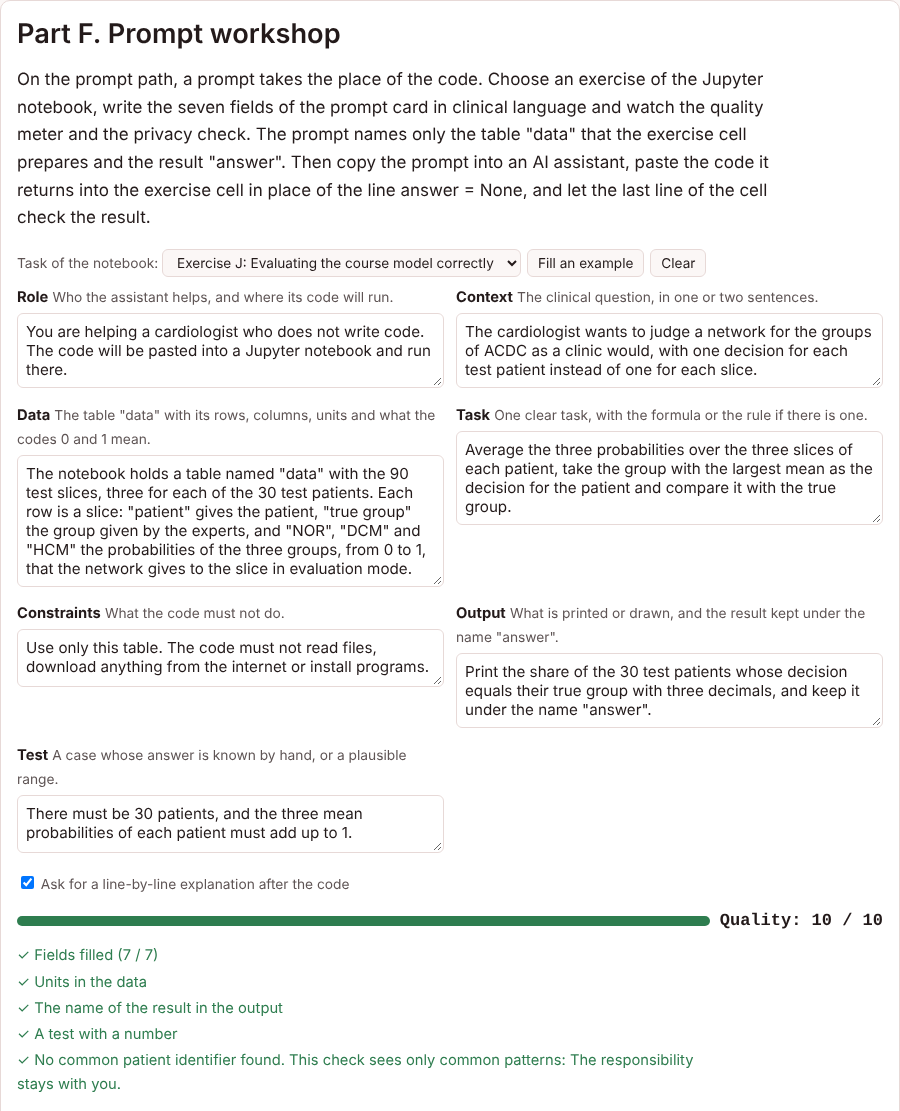 Part F. Prompt workshop
On the prompt path, a prompt takes the place of the code. Choose an exercise of the Jupyter
notebook, write the seven fields of the prompt card in clinical language and watch the quality
meter and the privacy check. The prompt names only the table "data" that the exercise cell
prepares and the result "answer". Then copy the prompt into an AI assistant, paste the code it
returns into the exercise cell in place of the line answer = None, and let the last line of the cell
check the result.
Task of the notebook: Exercise J: Evaluating the course model correctly Fill an example Clear
Role Who the assistant helps, and where its code will run.
You are helping a cardiologist who does not write code.
The code will be pasted into a Jupyter notebook and run
there.
Context The clinical question, in one or two sentences.
The cardiologist wants to judge a network for the groups
of ACDC as a clinic would, with one decision for each
test patient instead of one for each slice.
Data The table "data" with its rows, columns, units and what the
codes 0 and 1 mean.
The notebook holds a table named "data" with the 90
test slices, three for each of the 30 test patients. Each
row is a slice: "patient" gives the patient, "true group"
the group given by the experts, and "NOR", "DCM" and
"HCM" the probabilities of the three groups, from 0 to 1,
that the network gives to the slice in evaluation mode.
Task One clear task, with the formula or the rule if there is one.
Average the three probabilities over the three slices of
each patient, take the group with the largest mean as the
decision for the patient and compare it with the true
group.
Constraints What the code must not do.
Use only this table. The code must not read files,
download anything from the internet or install programs.
Output What is printed or drawn, and the result kept under the
name "answer".
Print the share of the 30 test patients whose decision
equals their true group with three decimals, and keep it
under the name "answer".
Test A case whose answer is known by hand, or a plausible
range.
There must be 30 patients, and the three mean
probabilities of each patient must add up to 1.
Ask for a line-by-line explanation after the code
Quality: 10 / 10
✓ Fields filled (7 / 7)
✓ Units in the data
✓ The name of the result in the output
✓ A test with a number
✓ No common patient identifier found. This check sees only common patterns: The responsibility
stays with you.